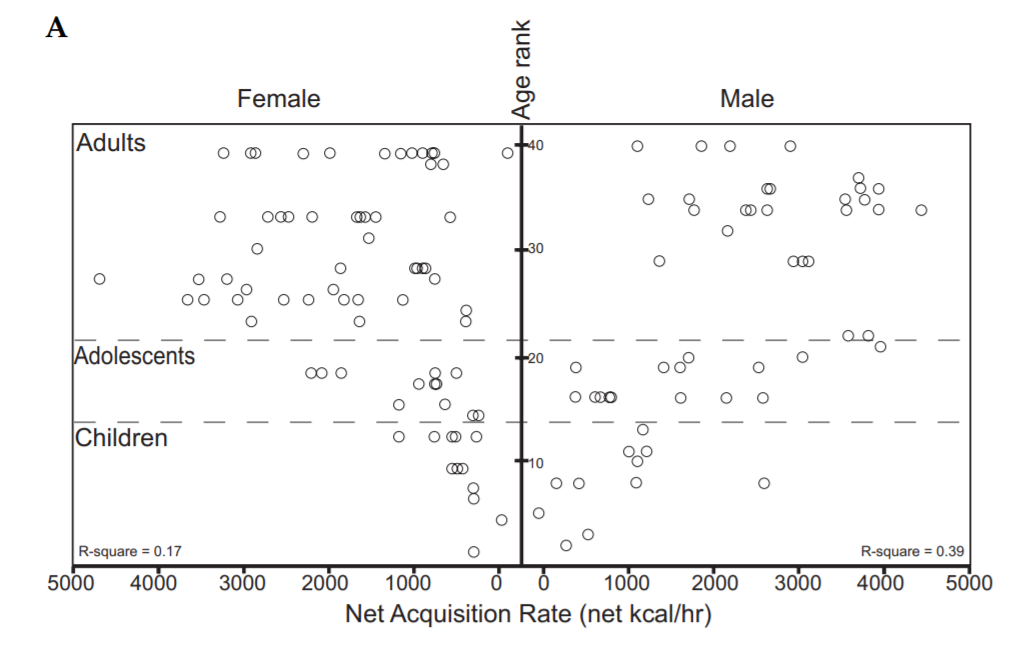 A
Age rank
Female
Male
Adults
40
30
Adolescents
20
Children
10
R-square = 0.17
R-square = 0.39
5000 4000 3000 2000 1000 0 0 1000 2000 3000 4000 5000
Net Acquisition Rate (net kcal/hr)